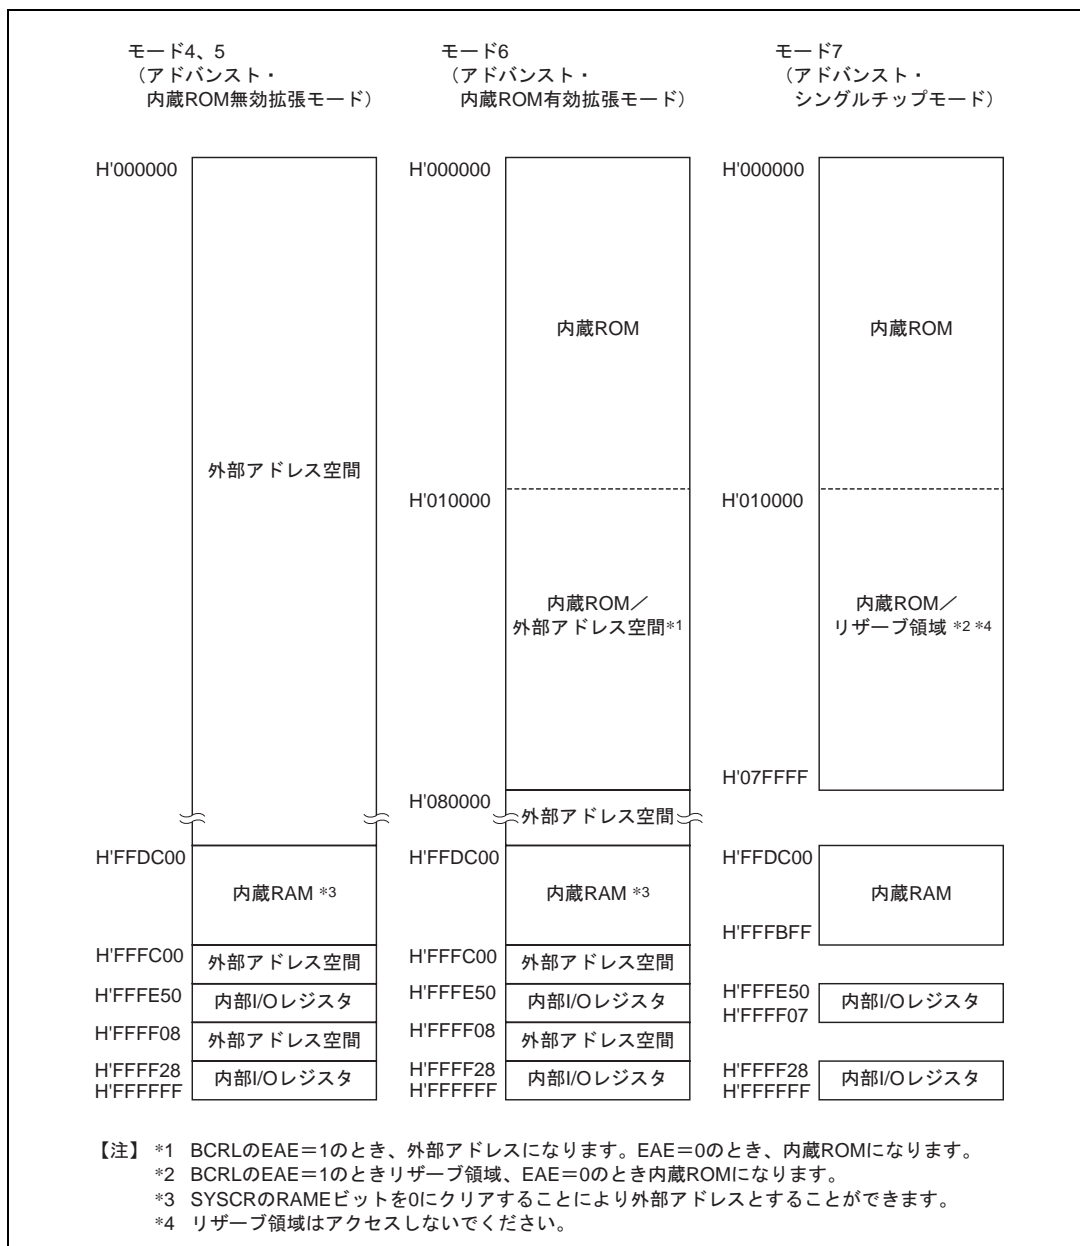 モード4、5
（アドバンスト・
内蔵ROM無効拡張モード）
H'000000
外部アドレス空間
H'FFDC00
内蔵RAM *3
H'FFFC00
外部アドレス空間
H'FFFE50
内部I/Oレジスタ
H'FFFF08
外部アドレス空間
H'FFFF28
内部I/Oレジスタ
H'FFFFFF
モード6
（アドバンスト・
内蔵ROM有効拡張モード）
H'000000
内蔵ROM
H'010000
内蔵ROM／
外部アドレス空間*1
H'080000
外部アドレス空間
H'FFDC00
内蔵RAM *3
H'FFFC00
外部アドレス空間
H'FFFE50
内部I/Oレジスタ
H'FFFF08
外部アドレス空間
H'FFFF28
内部I/Oレジスタ
H'FFFFFF
モード7
（アドバンスト・
シングルチップモード）
H'000000
内蔵ROM
H'010000
内蔵ROM／
リザーブ領域 *2 *4
H'07FFFF
H'FFDC00
内蔵RAM
H'FFFBFF
H'FFFE50
内部I/Oレジスタ
H'FFFF07
H'FFFF28
内部I/Oレジスタ
H'FFFFFF
【注】 *1 BCRLのEAE＝1のとき、外部アドレスになります。EAE＝0のとき、内蔵ROMになります。
*2 BCRLのEAE＝1のときリザーブ領域、EAE＝0のとき内蔵ROMになります。
*3 SYSCRのRAMEビットを0にクリアすることにより外部アドレスとすることができます。
*4 リザーブ領域はアクセスしないでください。